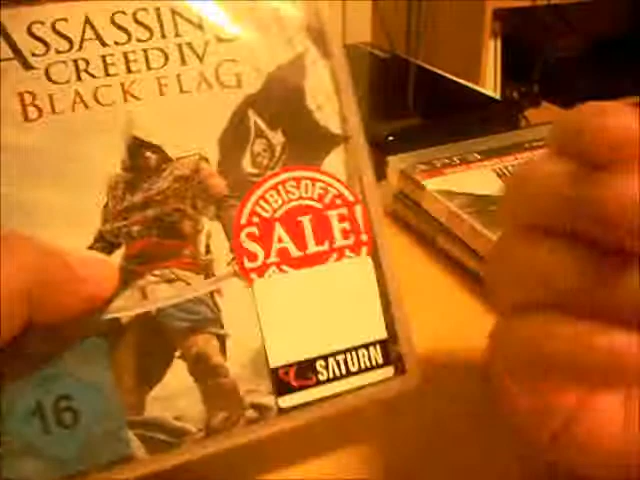 ASSASSIN'S
CREED IV
BLACK FLAG
UBISOFT
SALE!
SATURN
16
PS3